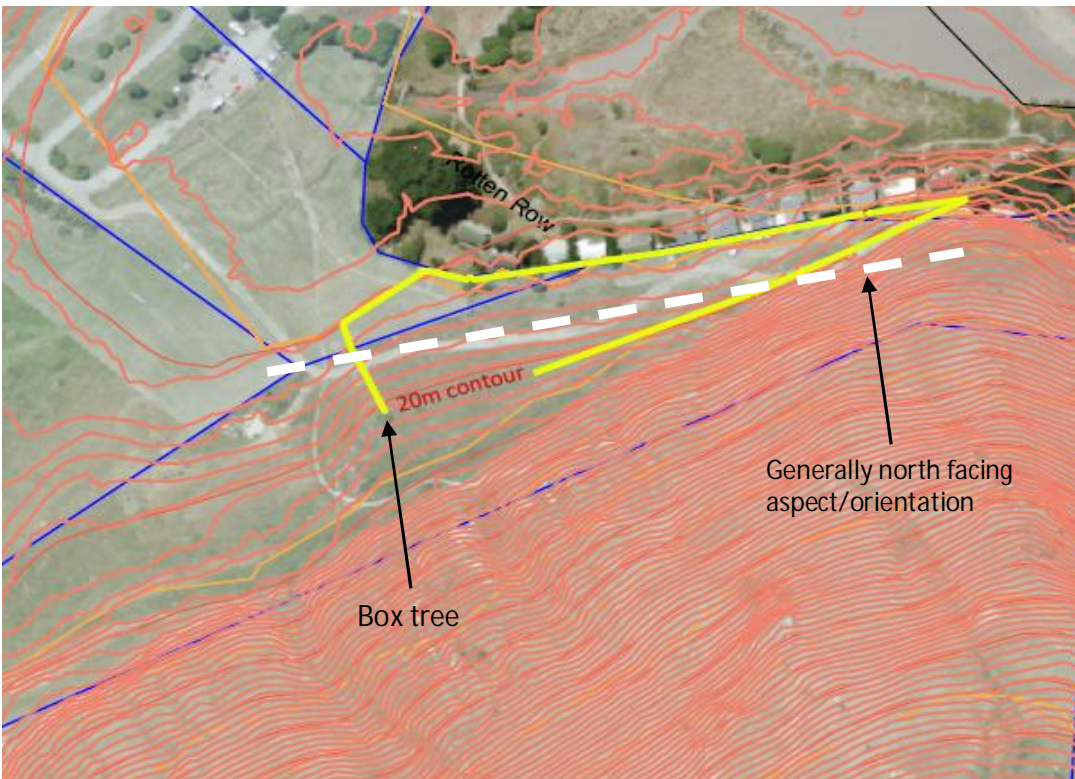 Rotten Row
20m contour
Generally north facing
aspect/orientation
Box tree